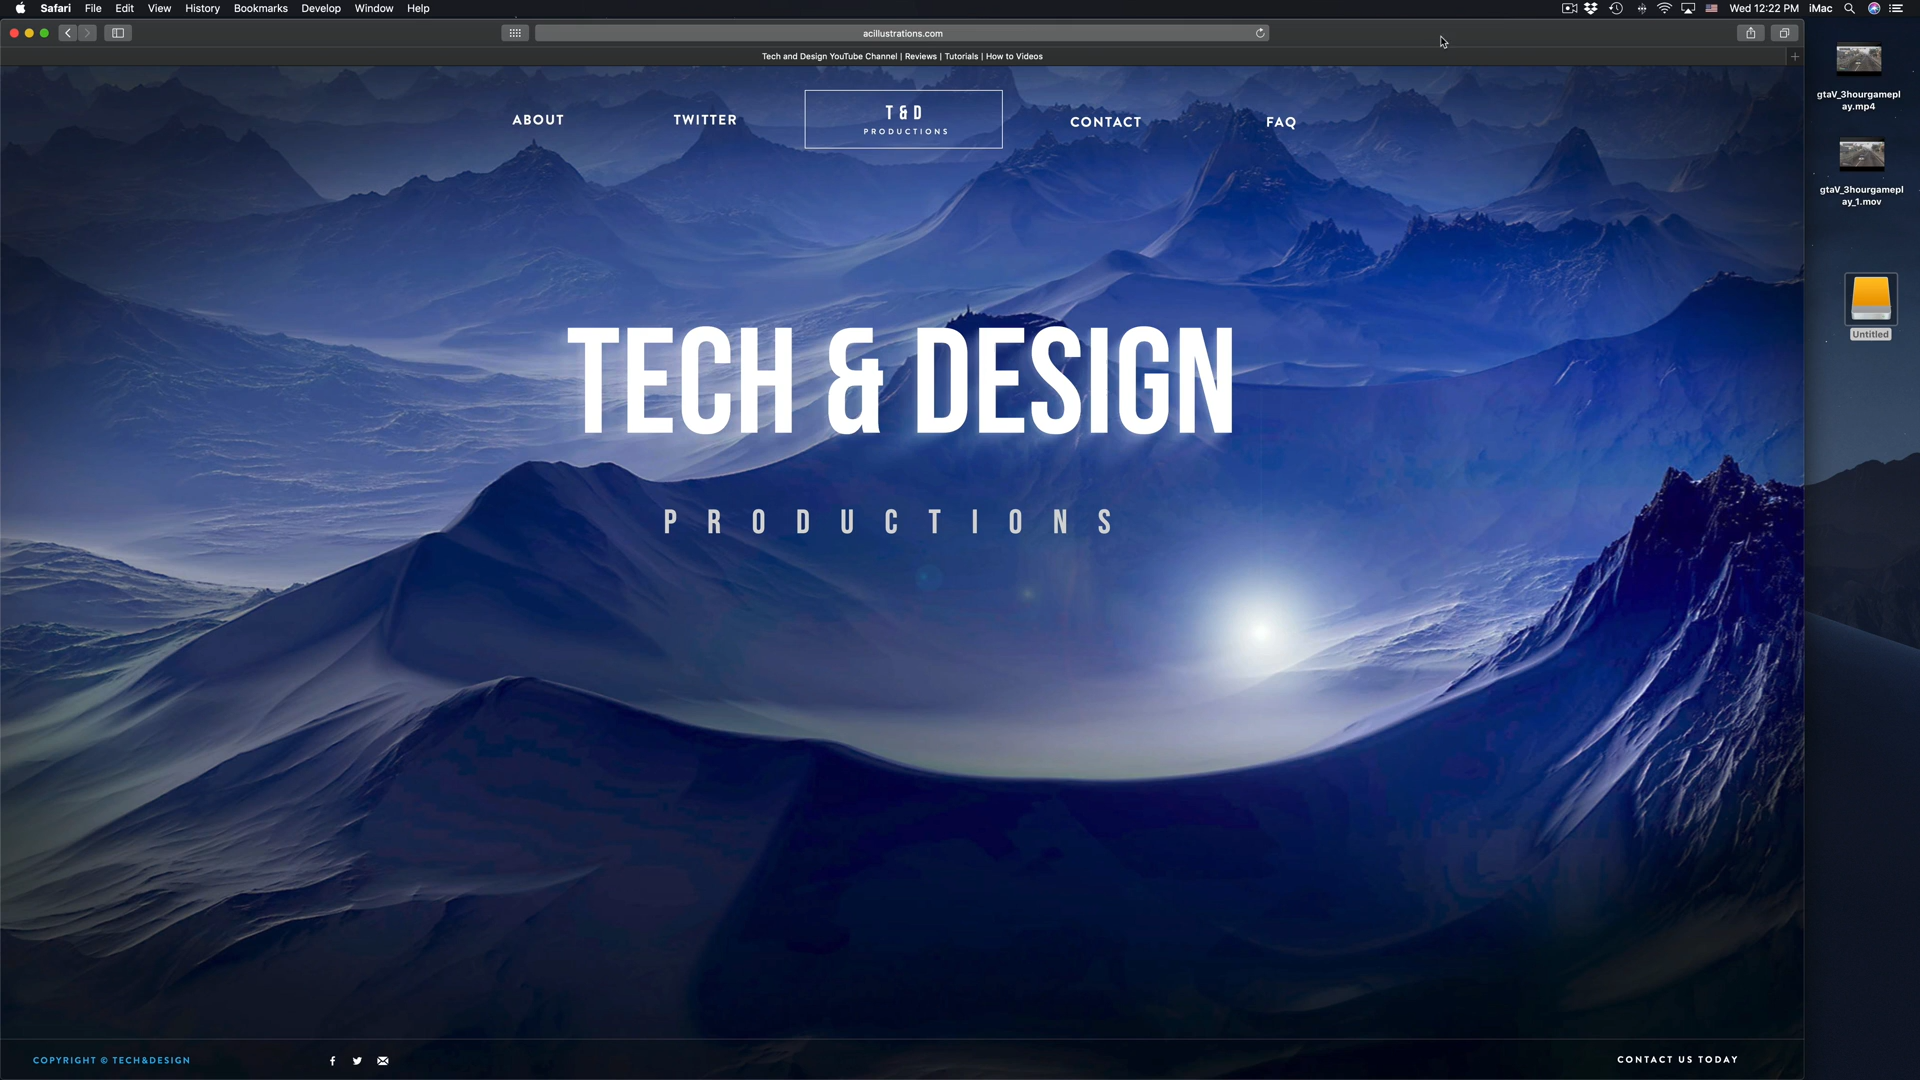 Safari File Edit View History Bookmarks Develop Window Help Wed 12:22 PM iMac
acillustrations.com
Tech and Design YouTube Channel | Reviews | Tutorials | How to Videos
ABOUT TWITTER T & D CONTACT FAQ
PRODUCTIONS
TECH & DESIGN
PRODUCTIONS
gtaV_3hourgamepl
ay.mp4
gtaV_3hourgamepl
ay_1.mov
Untitled
COPYRIGHT © TECH&DESIGN CONTACT US TODAY